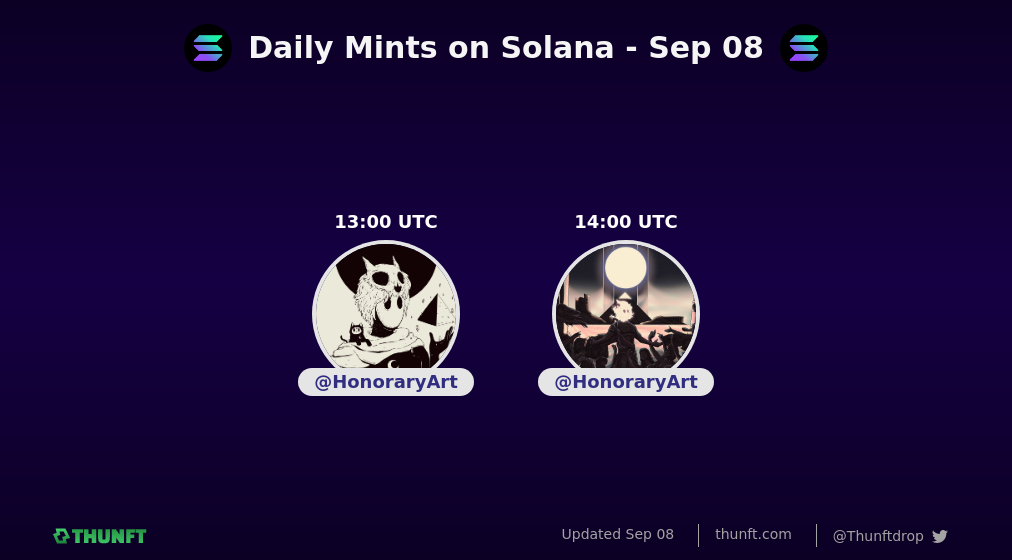 Daily Mints on Solana - Sep 08
13:00 UTC
14:00 UTC
@HonoraryArt
@HonoraryArt
THUNFT
Updated Sep 08
thunft.com
@Thunftdrop